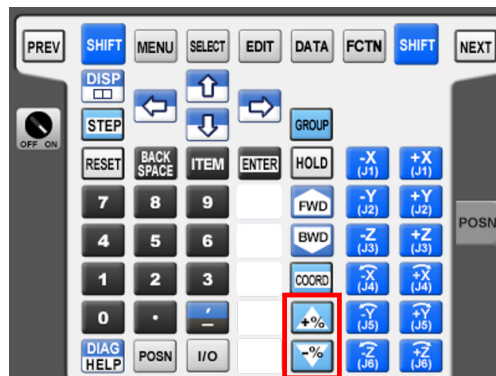 PREV SHIFT MENU SELECT EDIT DATA FCTN SHIFT NEXT
DISP
STEP GROUP
OFF ON
RESET BACK SPACE ITEM ENTER HOLD -X (J1) +X (J1)
7 8 9 FWD -Y (J2) +Y (J2)
4 5 6 BWD -Z (J3) +Z (J3)
POSN
1 2 3 COORD -X (J4) +X (J4)
0 . , - +% -Y (J5) +Y (J5)
DIAG HELP POSN I/O -% -Z (J6) +Z (J6)